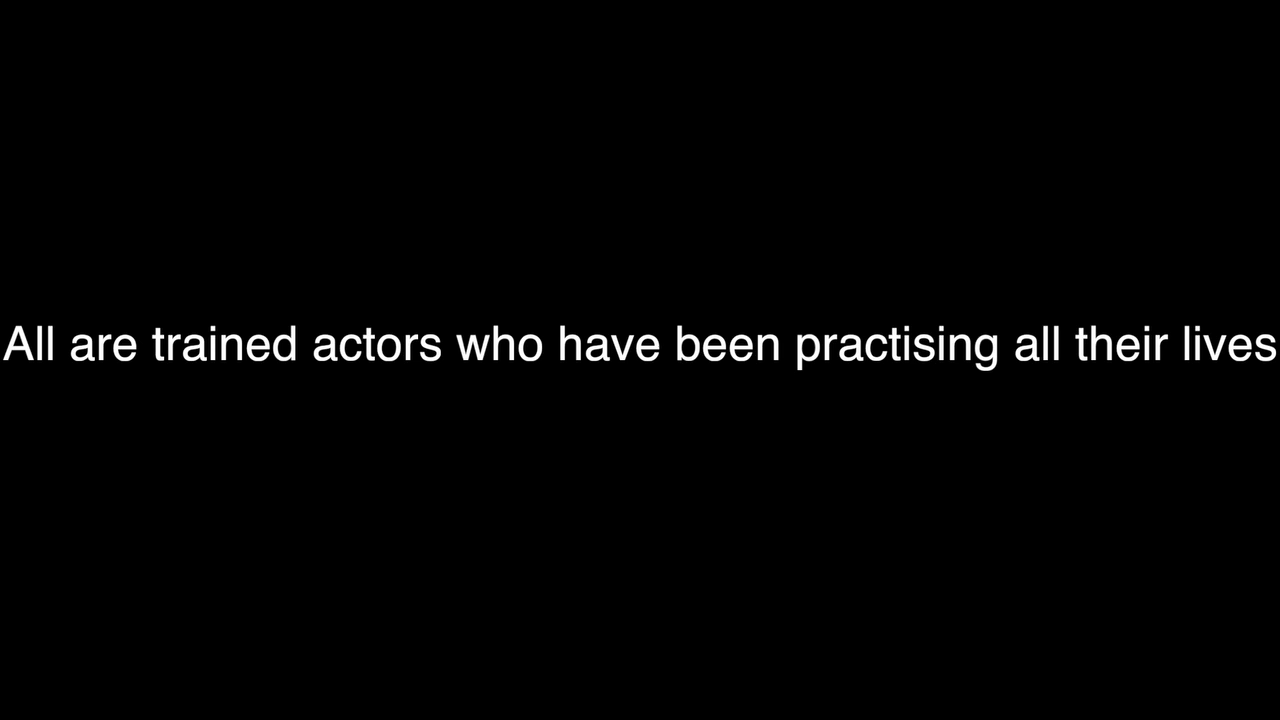 All are trained actors who have been practising all their lives